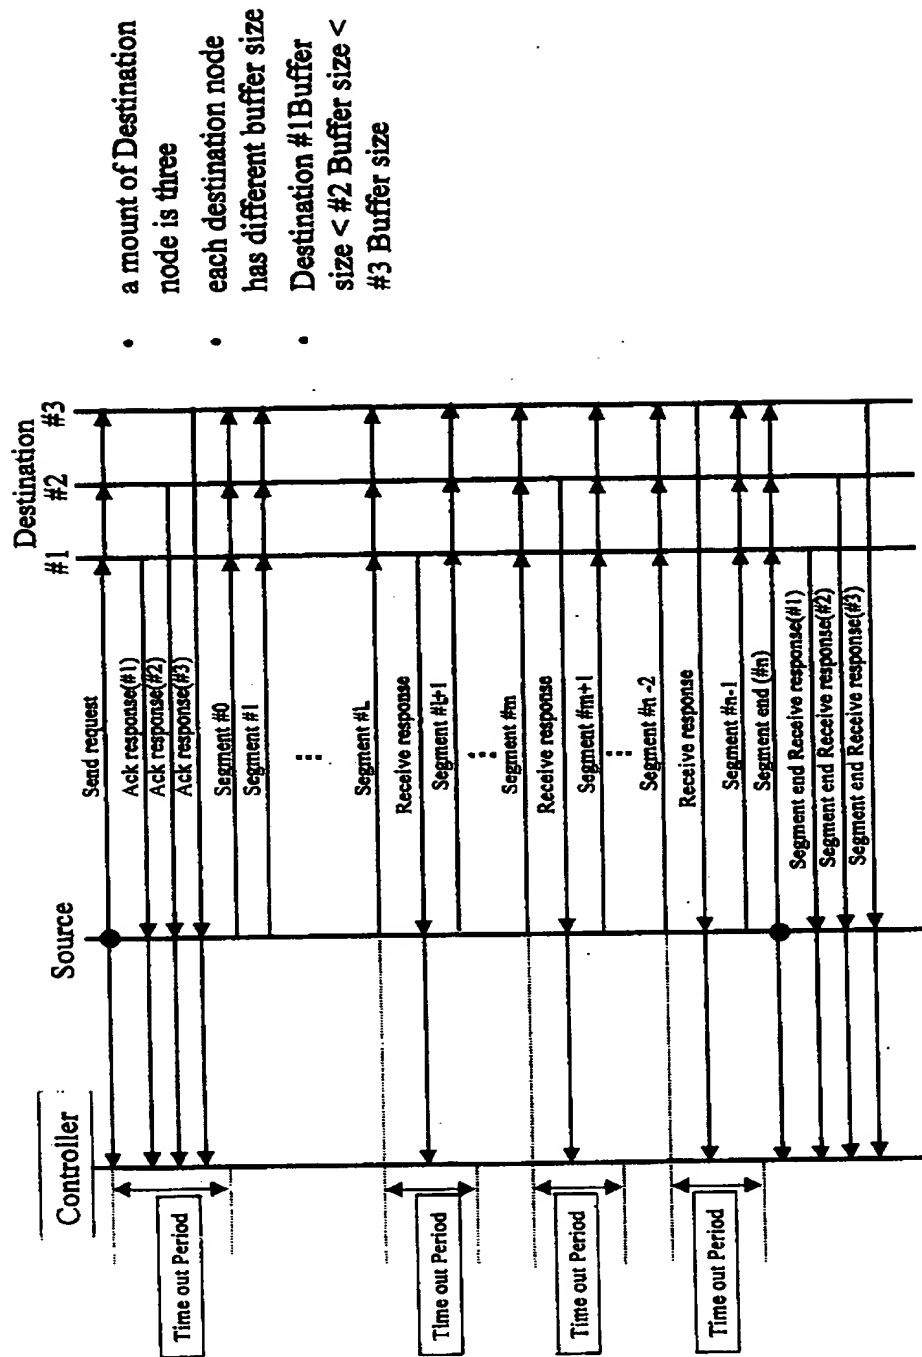 Controller
Source
Destination
#1
#2
#3
Send request
Ack response(#1)
Ack response(#2)
Ack response(#3)
Segment #0
Segment #1
...
Segment #L
Receive response
Segment #L+1
...
Segment #m
Receive response
Segment #m+1
...
Segment #n -2
Receive response
Segment #n-1
Segment end (#n)
Segment end Receive response(#1)
Segment end Receive response(#2)
Segment end Receive response(#3)
Time out Period
Time out Period
Time out Period
Time out Period
• a mount of Destination
node is three
• each destination node
has different buffer size
• Destination #1Buffer
size < #2 Buffer size <
#3 Buffer size